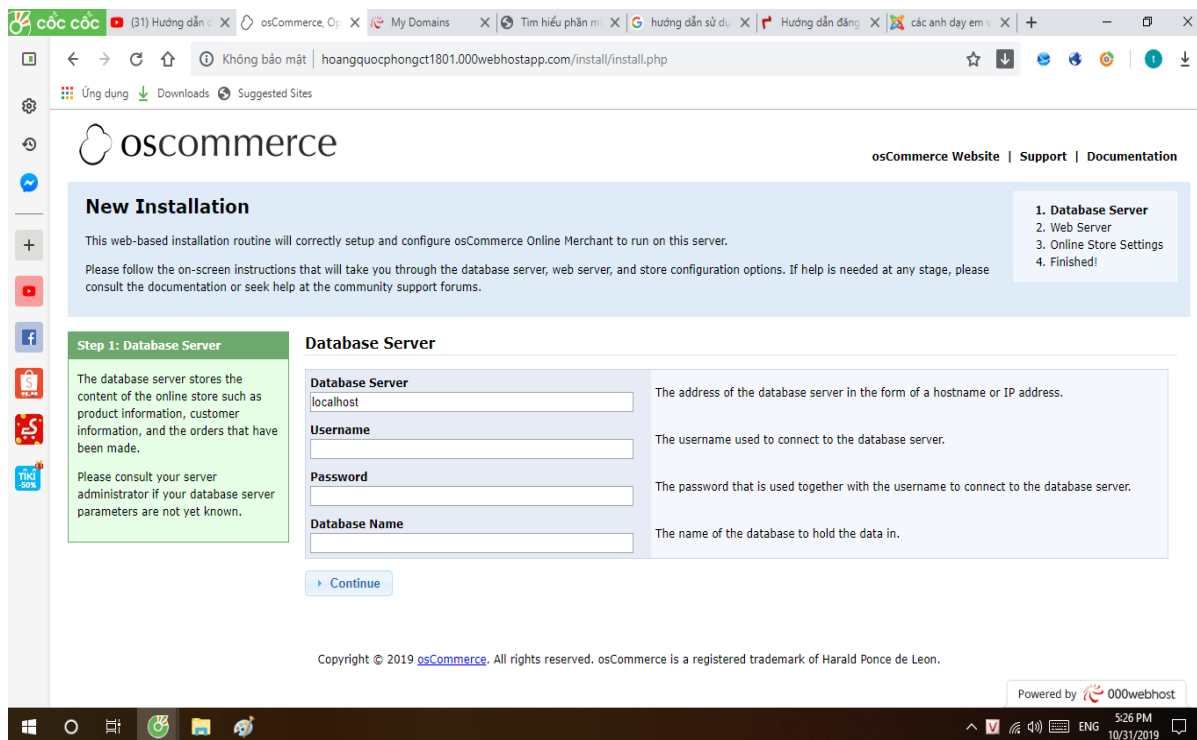 cốc cốc
(31) Hướng dẫn c
osCommerce, Op
My Domains
Tìm hiểu phần m
hướng dẫn sử dụ
Hướng dẫn đăng
các anh dạy em v
Không bảo mật | hoangquocphongct1801.000webhostapp.com/install/install.php
Ứng dụng
Downloads
Suggested Sites
oscommerce
osCommerce Website | Support | Documentation
New Installation
This web-based installation routine will correctly setup and configure osCommerce Online Merchant to run on this server.
Please follow the on-screen instructions that will take you through the database server, web server, and store configuration options. If help is needed at any stage, please
consult the documentation or seek help at the community support forums.
1. Database Server
2. Web Server
3. Online Store Settings
4. Finished!
Step 1: Database Server
The database server stores the
content of the online store such as
product information, customer
information, and the orders that have
been made.
Please consult your server
administrator if your database server
parameters are not yet known.
Database Server
Database Server
localhost
The address of the database server in the form of a hostname or IP address.
Username
The username used to connect to the database server.
Password
The password that is used together with the username to connect to the database server.
Database Name
The name of the database to hold the data in.
Continue
Copyright © 2019 osCommerce. All rights reserved. osCommerce is a registered trademark of Harald Ponce de Leon.
Powered by 000webhost
TIKI
-50%
V
ENG
5:26 PM
10/31/2019